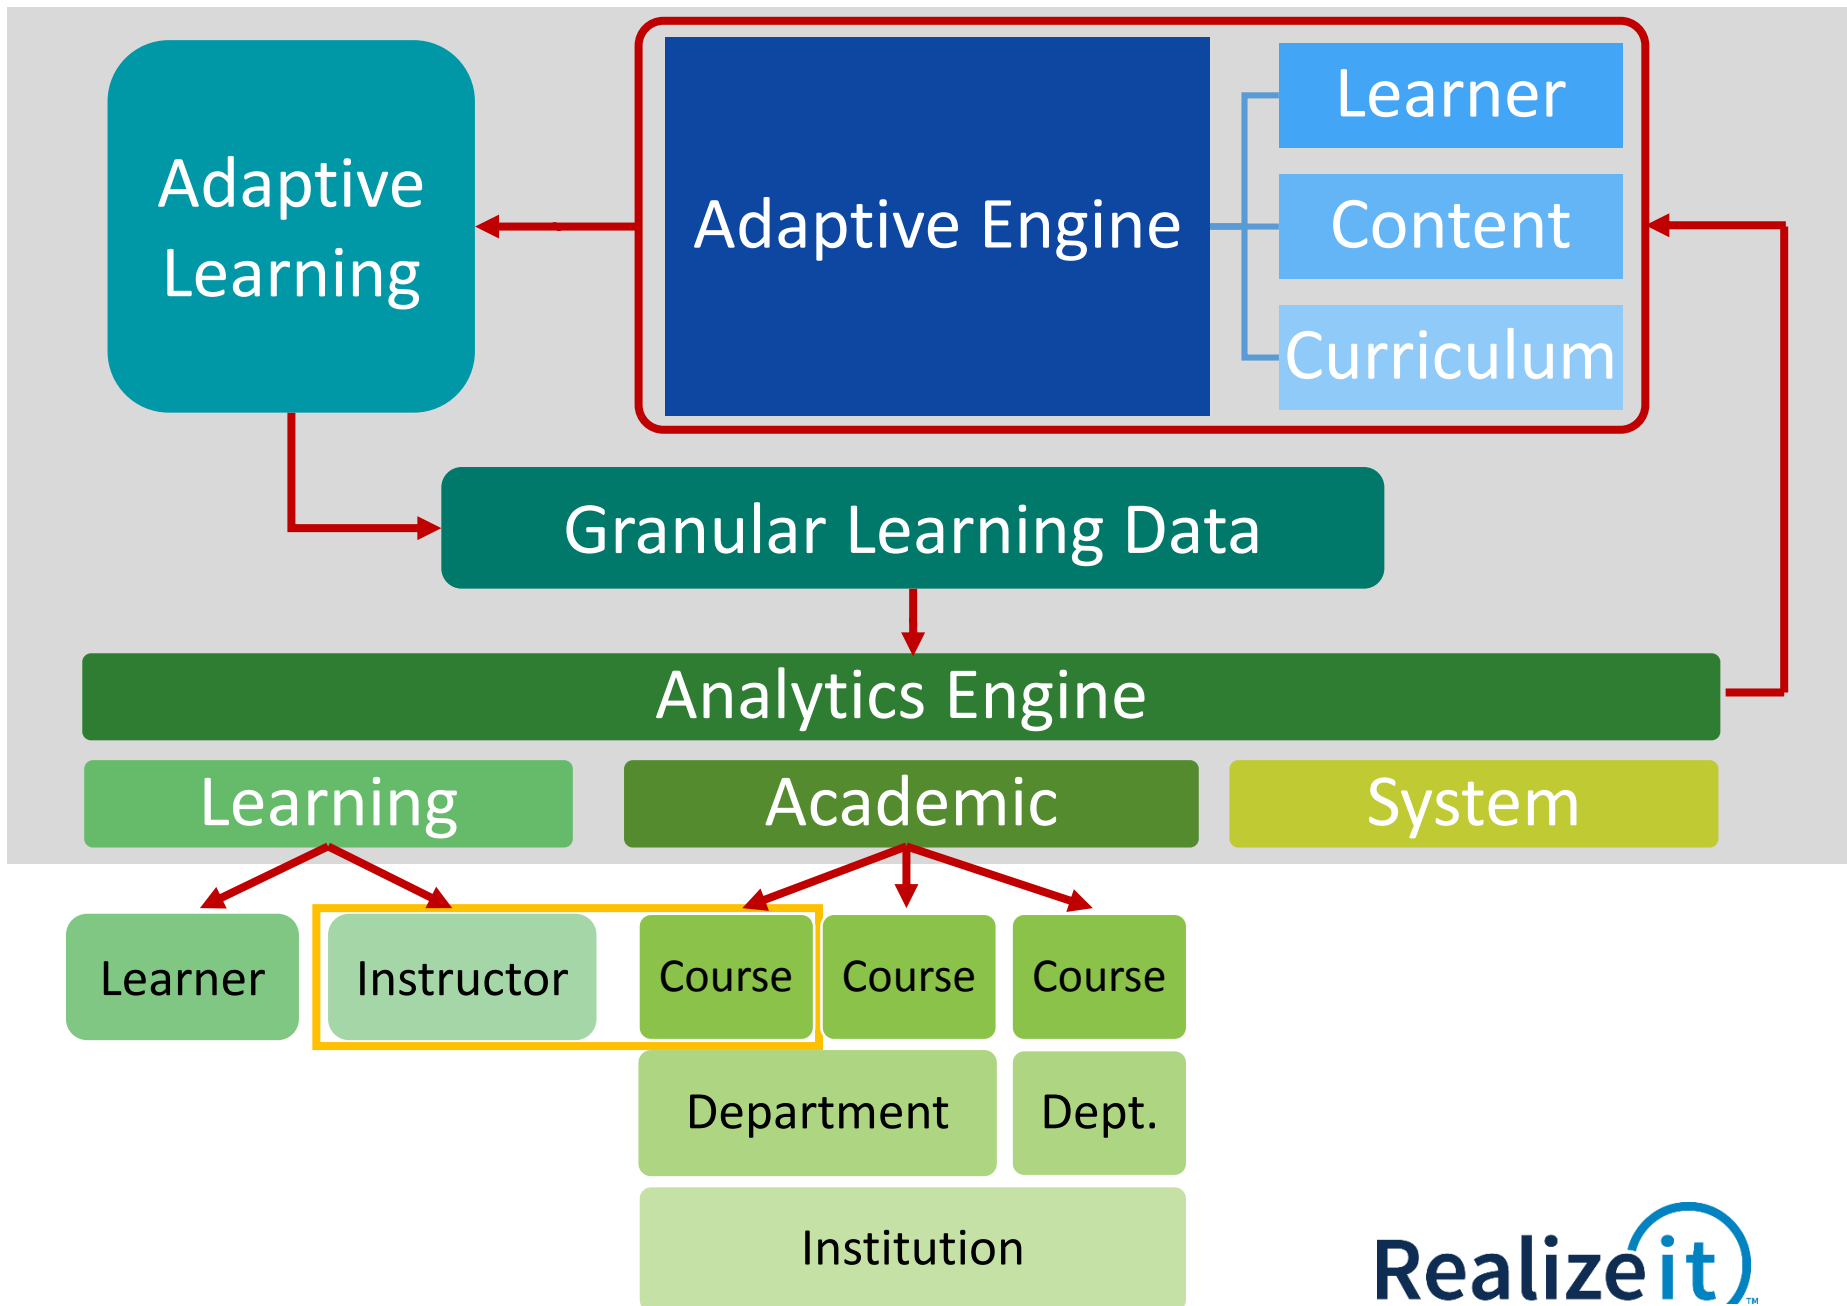 Adaptive
Learning
Adaptive Engine
Learner
Content
Curriculum
Granular Learning Data
Analytics Engine
Learning
Academic
System
Learner
Instructor
Course
Course
Course
Department
Dept.
Institution
Realizeit™